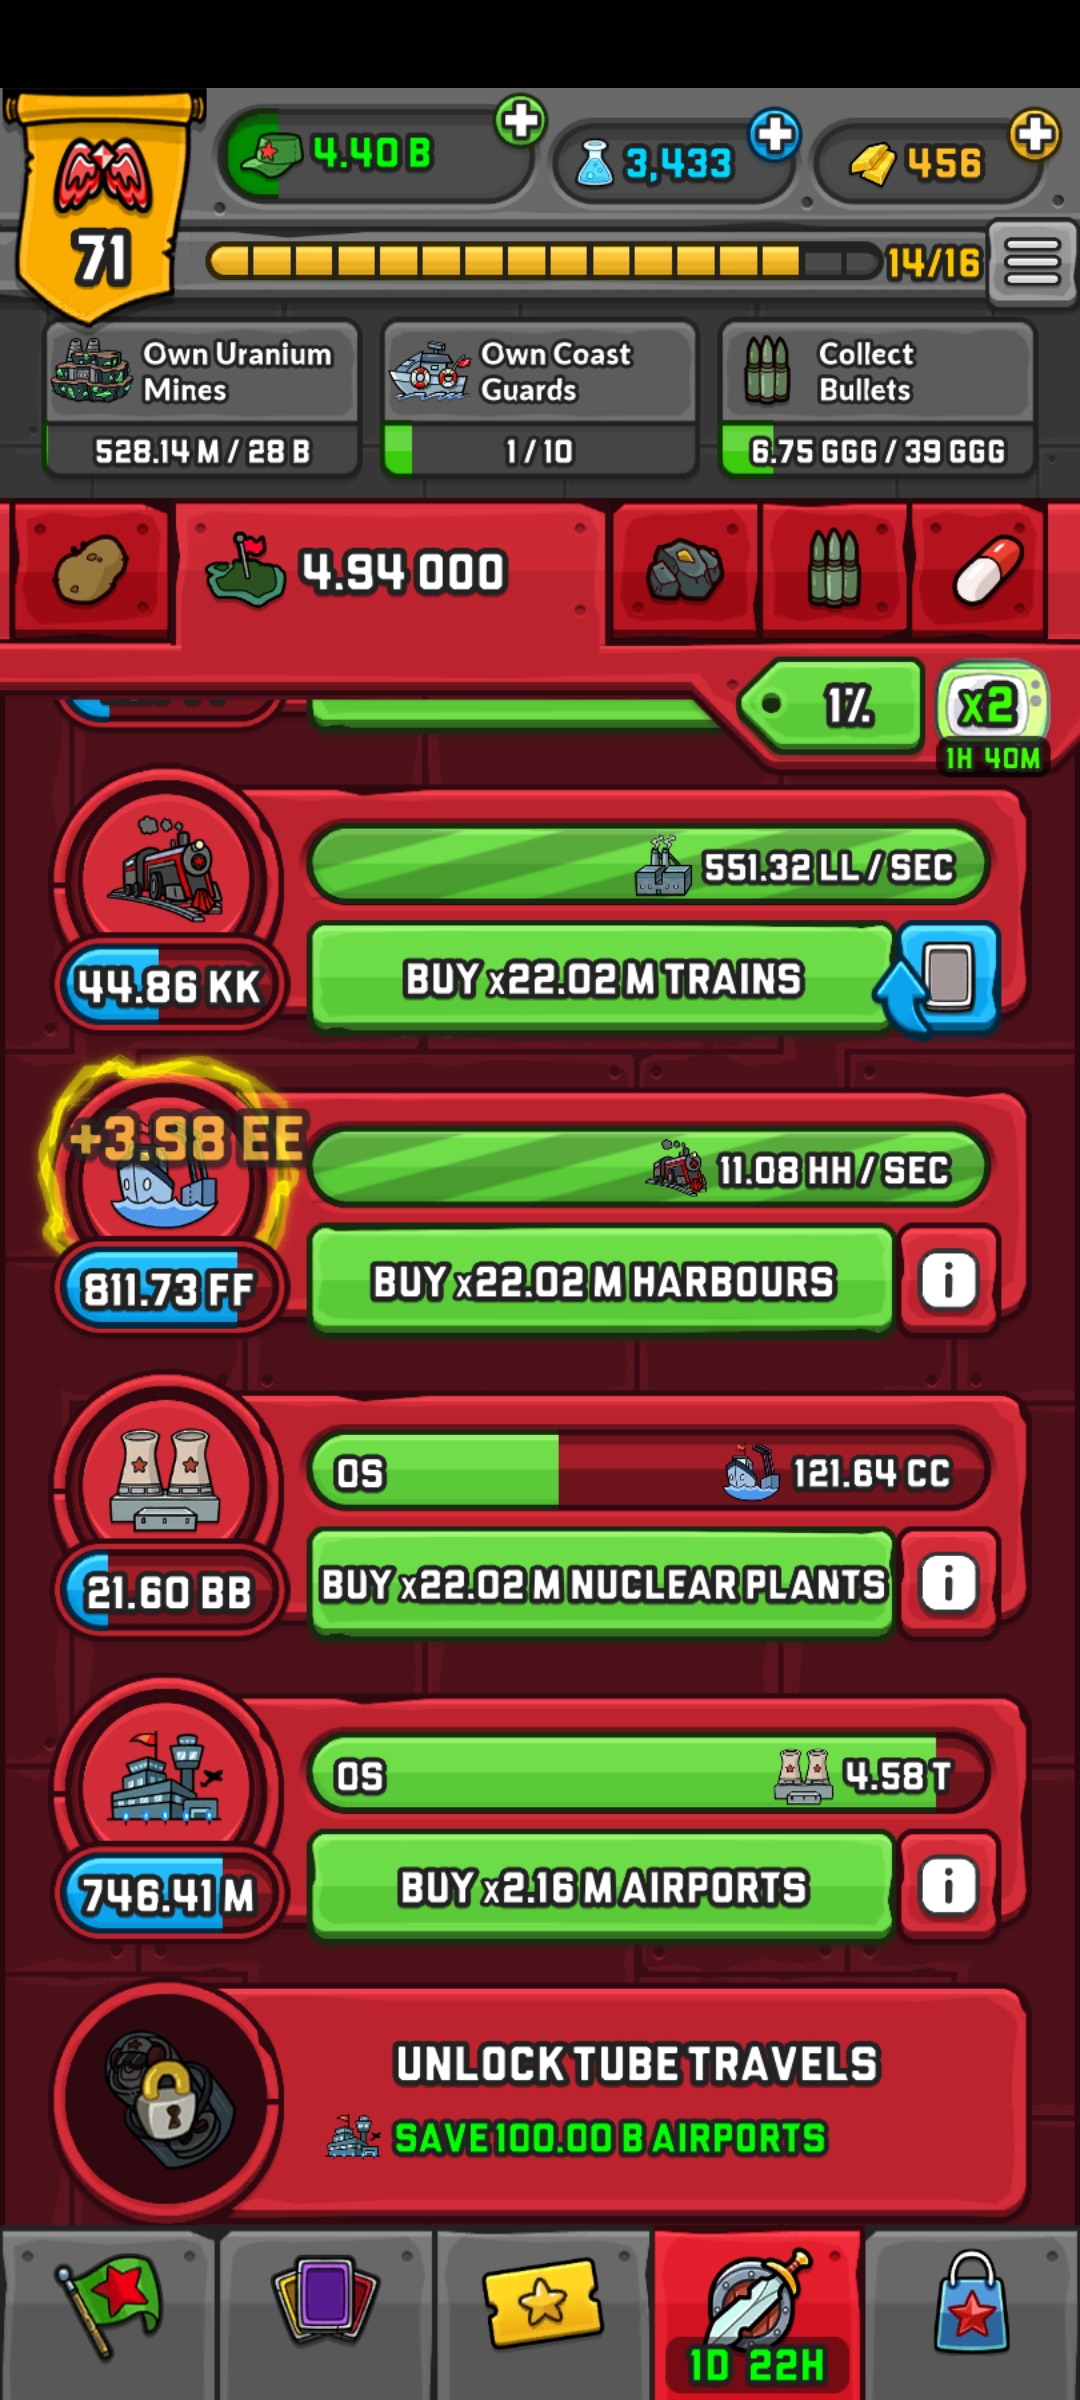 4.40 B
3,433
456
71
14/16
Own Uranium
Mines
528.14 M / 28 B
Own Coast
Guards
1 / 10
Collect
Bullets
6.75 GGG / 39 GGG
4.94 000
1%
x2
1H 40M
551.32 LL / SEC
44.86 KK
BUY x22.02 M TRAINS
+3.98 EE
11.08 HH / SEC
811.73 FF
BUY x22.02 M HARBOURS
0S
121.64 CC
21.60 BB
BUY x22.02 M NUCLEAR PLANTS
0S
4.58 T
746.41 M
BUY x2.16 M AIRPORTS
UNLOCK TUBE TRAVELS
SAVE 100.00 B AIRPORTS
1D 22H